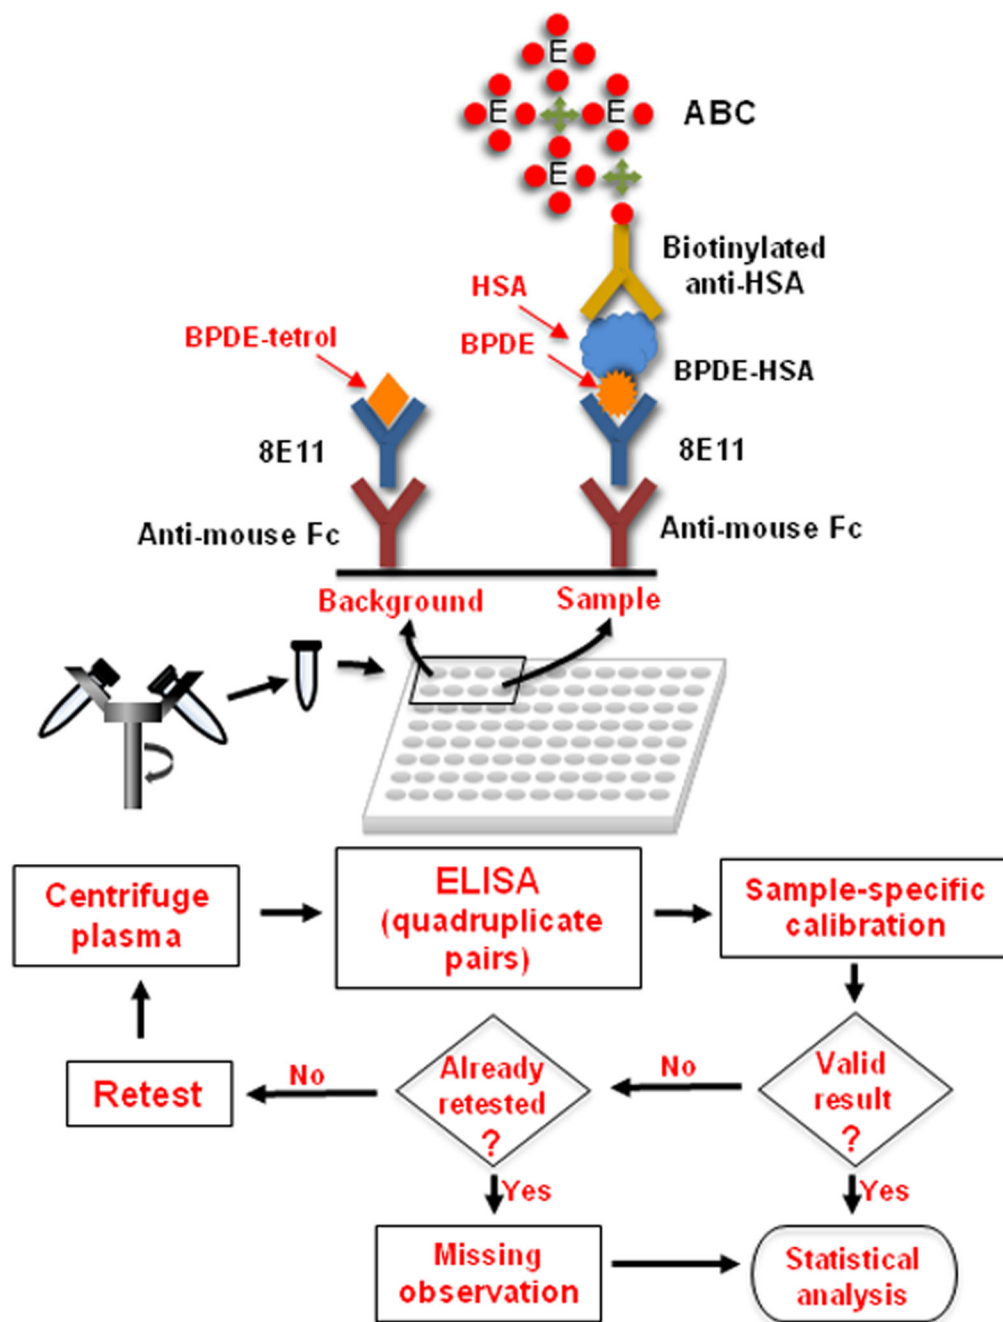 E
E
E
ABC
E
Biotinylated
anti-HSA
HSA
BPDE-tetrol
BPDE
BPDE-HSA
8E11
8E11
Anti-mouse Fc
Anti-mouse Fc
Background
Sample
Centrifuge
plasma
ELISA
(quadruplicate
pairs)
Sample-specific
calibration
Valid
result
?
No
Already
retested
?
No
Retest
Yes
Yes
Missing
observation
Statistical
analysis